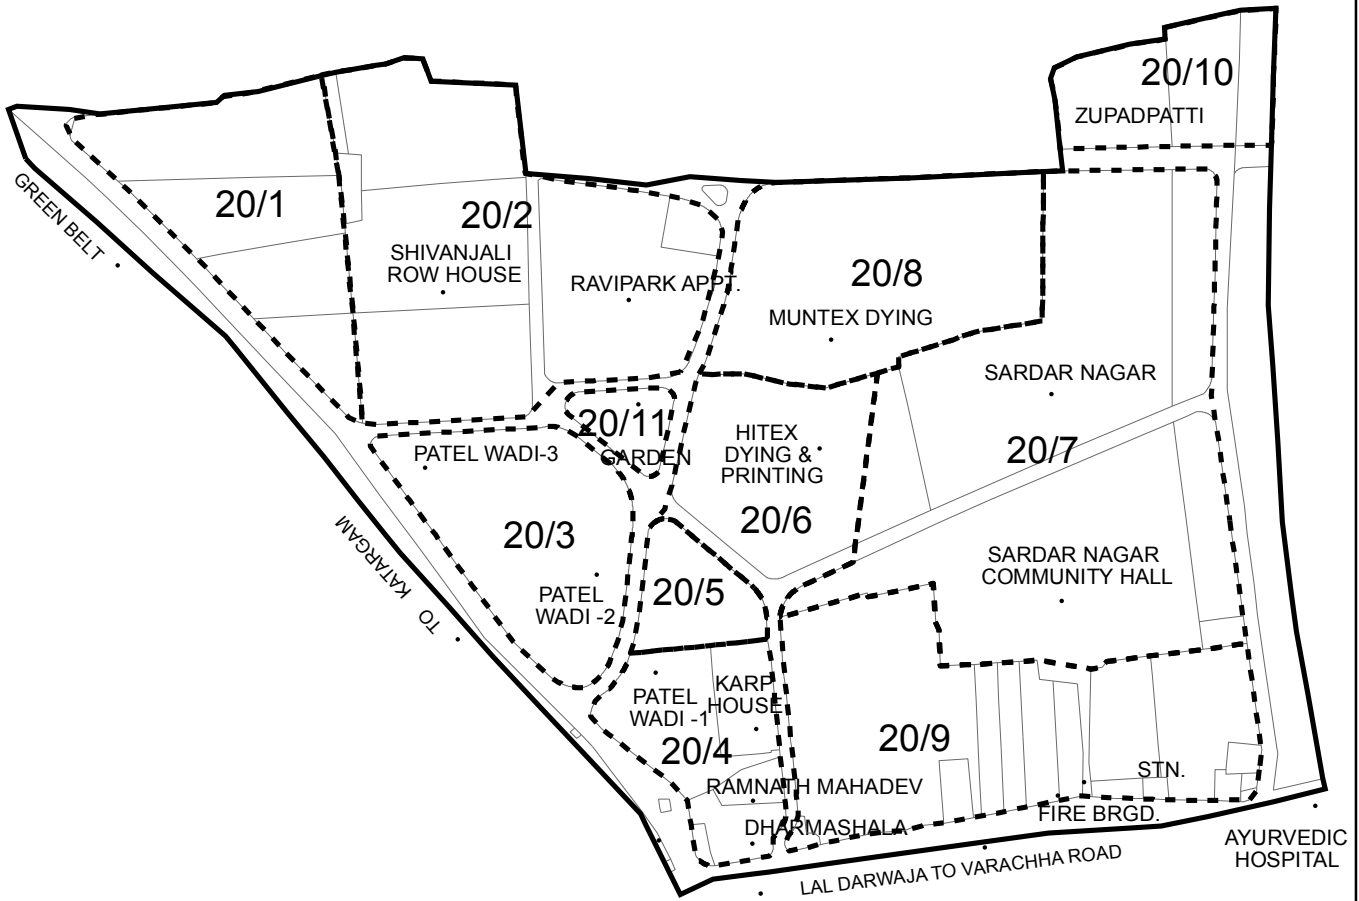 20/10
ZUPADPATTI
20/1
20/2
GREEN BELT
SHIVANJALI
ROW HOUSE
RAVIPARK APPT.
20/8
MUNTEX DYING
SARDAR NAGAR
20/11
GARDEN
PATEL WADI-3
HITEX
DYING &
PRINTING
20/7
20/6
20/3
TO KATARGAM
SARDAR NAGAR
COMMUNITY HALL
PATEL
WADI -2
20/5
PATEL
WADI -1
KARP
HOUSE
20/4
20/9
RAMNATH MAHADEV
STN.
DHARMASHALA
FIRE BRGD.
AYURVEDIC
HOSPITAL
LAL DARWAJA TO VARACHHA ROAD